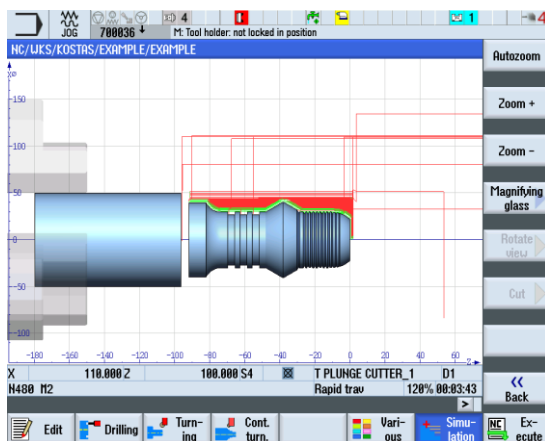 4 1 4
JOG 700036 M: Tool holder: not locked in position
NC/WKS/KOSTAS/EXAMPLE/EXAMPLE
Autozoom
Zoom +
Zoom -
Magnifying
glass
Rotate
view
Cut
<<
Back
150
100
50
0
-50
-100
-180 -160 -140 -120 -100 -80 -60 -40 -20 0 20 40 60
X 110.000 Z 100.000 S4 T PLUNGE CUTTER_1 D1
N480 M2 Rapid trav 120% 00:03:43
>
Edit Drilling Turn-
ing Cont.
turn. Vari-
ous Simu-
lation NC Ex-
ecute